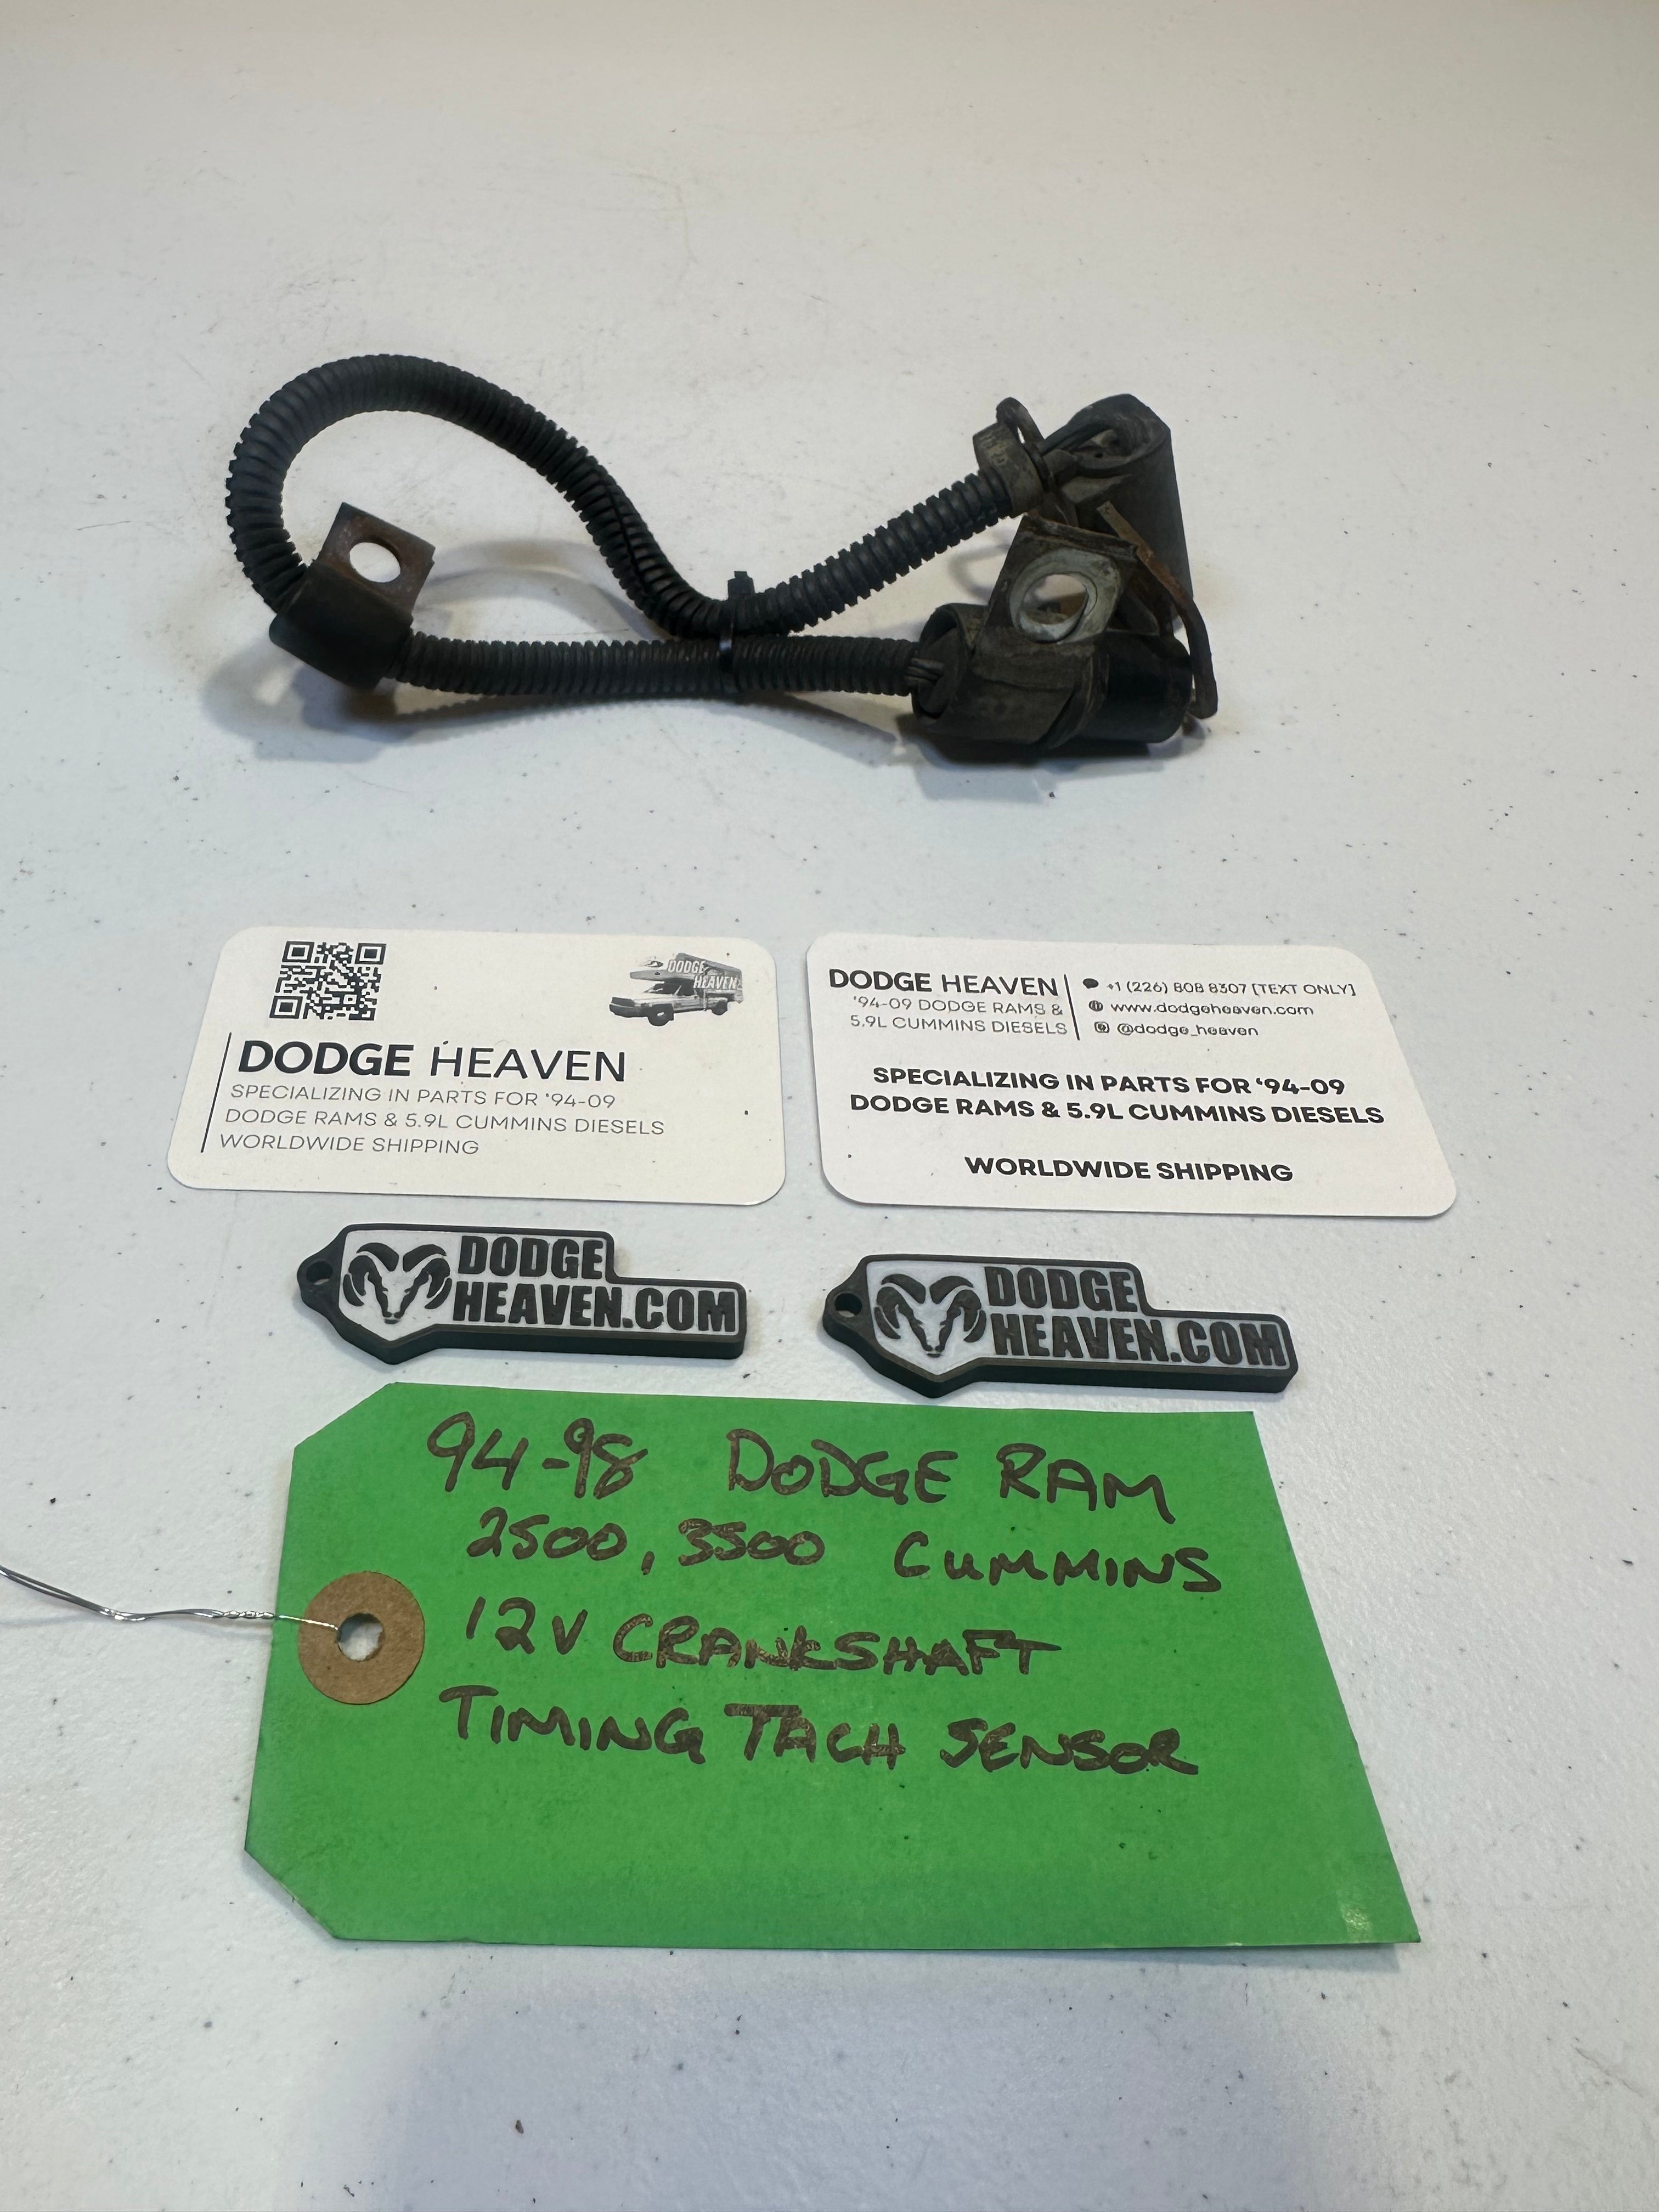 DODGE
HEAVEN
DODGE HEAVEN
SPECIALIZING IN PARTS FOR '94-09
DODGE RAMS & 5.9L CUMMINS DIESELS
WORLDWIDE SHIPPING
DODGE HEAVEN
'94-09 DODGE RAMS &
5.9L CUMMINS DIESELS
+1 (226) 808 8307 [TEXT ONLY]
www.dodgeheaven.com
@dodge_heaven
SPECIALIZING IN PARTS FOR '94-09
DODGE RAMS & 5.9L CUMMINS DIESELS
WORLDWIDE SHIPPING
DODGE
HEAVEN.COM
DODGE
HEAVEN.COM
94-98 DODGE RAM
2500, 3500 CUMMINS
12V CRANKSHAFT
TIMING TACH SENSOR